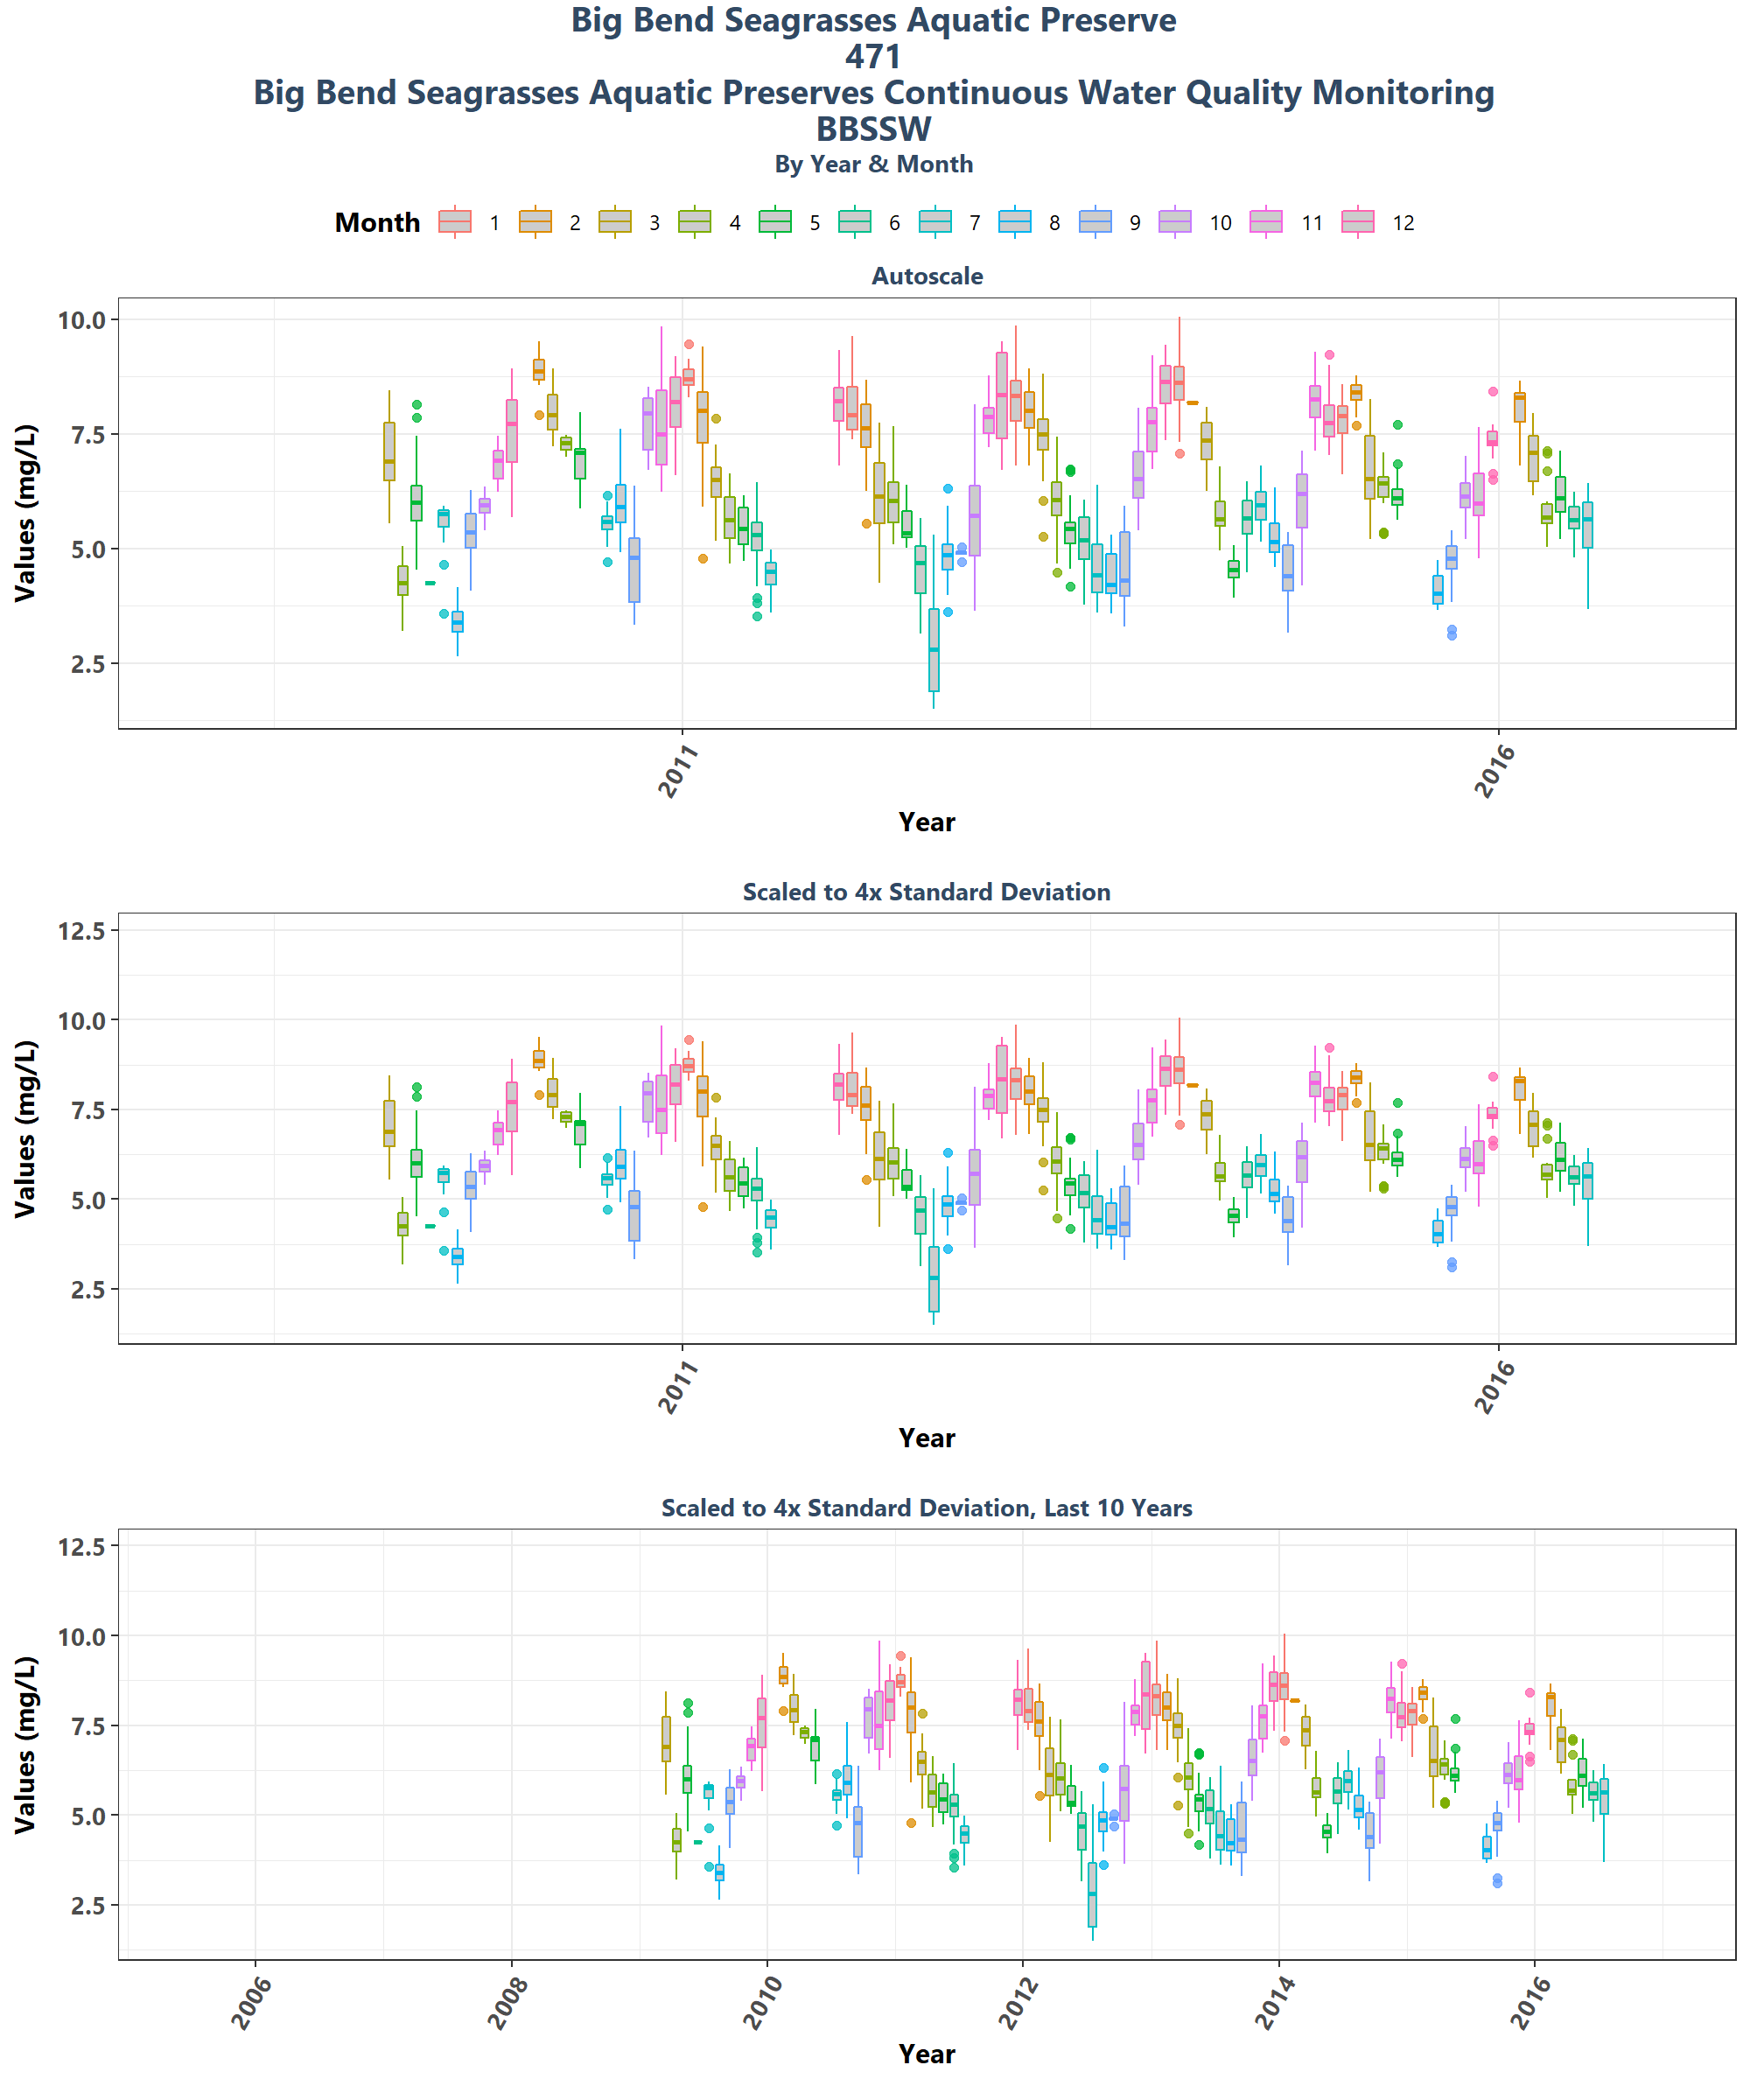 Big Bend Seagrasses Aquatic Preserve
471
Big Bend Seagrasses Aquatic Preserves Continuous Water Quality Monitoring
BBSSW
By Year & Month
Month 1 2 3 4 5 6 7 8 9 10 11 12
Autoscale
Values (mg/L)
10.0
7.5
5.0
2.5
2011 2016
Year
Scaled to 4x Standard Deviation
Values (mg/L)
12.5
10.0
7.5
5.0
2.5
2011 2016
Year
Scaled to 4x Standard Deviation, Last 10 Years
Values (mg/L)
12.5
10.0
7.5
5.0
2.5
2006 2008 2010 2012 2014 2016
Year